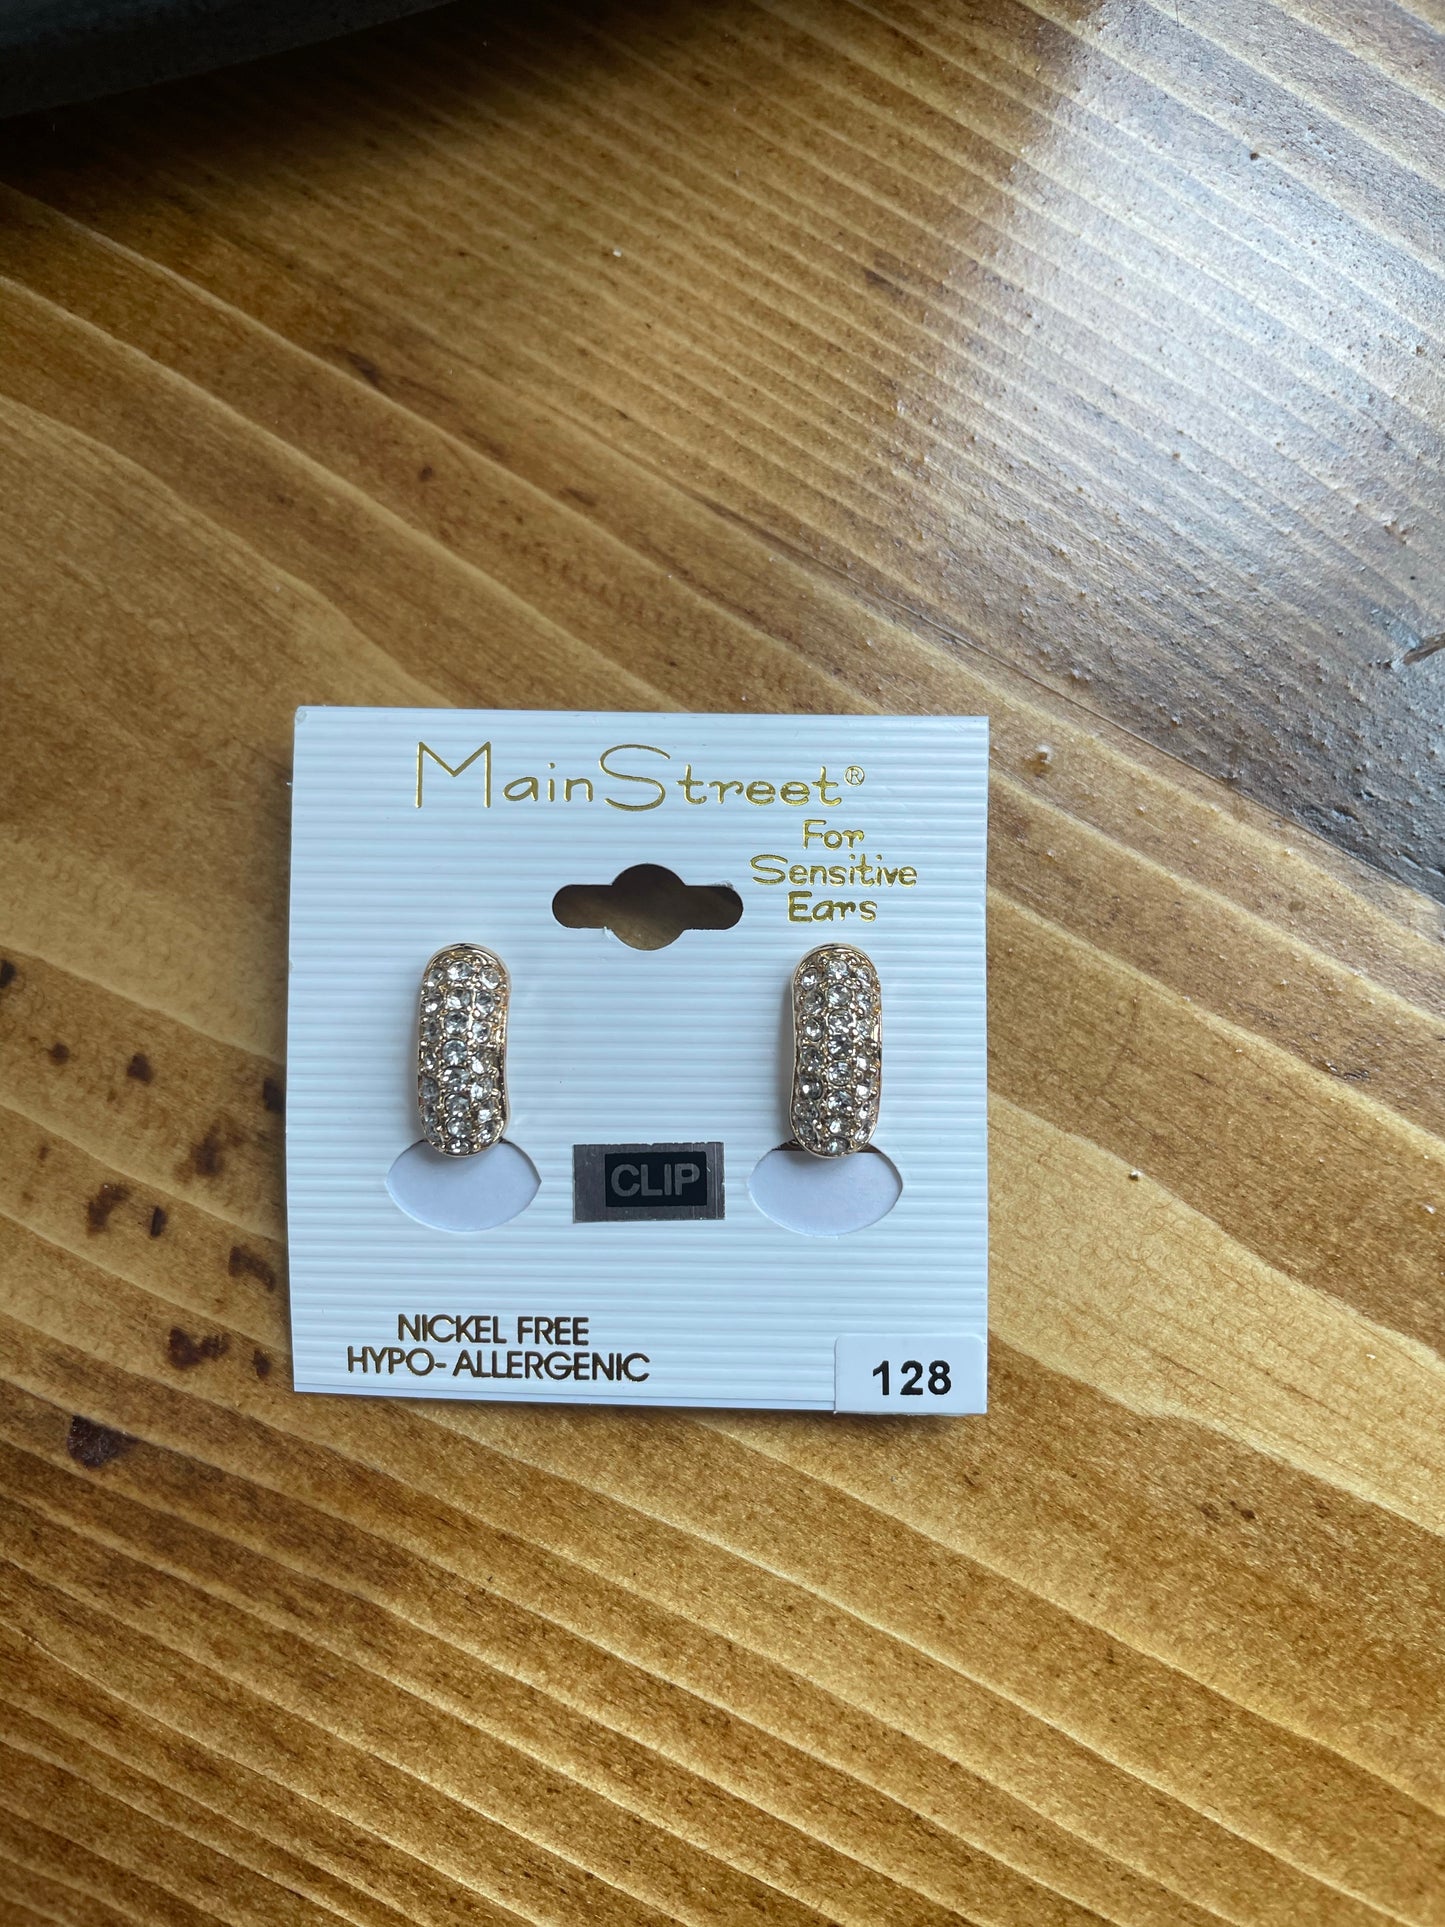 MainStreet®
For
Sensitive
Ears
CLIP
NICKEL FREE
HYPO-ALLERGENIC
128